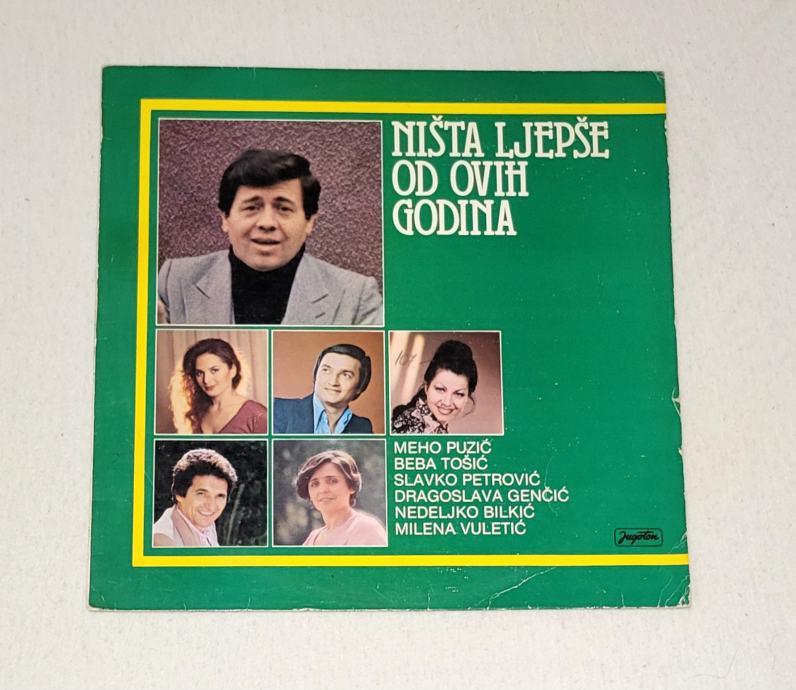 NIŠTA LJEPŠE
OD OVIH
GODINA
MEHO PUZIĆ
BEBA TOŠIĆ
SLAVKO PETROVIĆ
DRAGOSLAVA GENČIĆ
NEDELJKO BILKIĆ
MILENA VULETIĆ
Jugoton